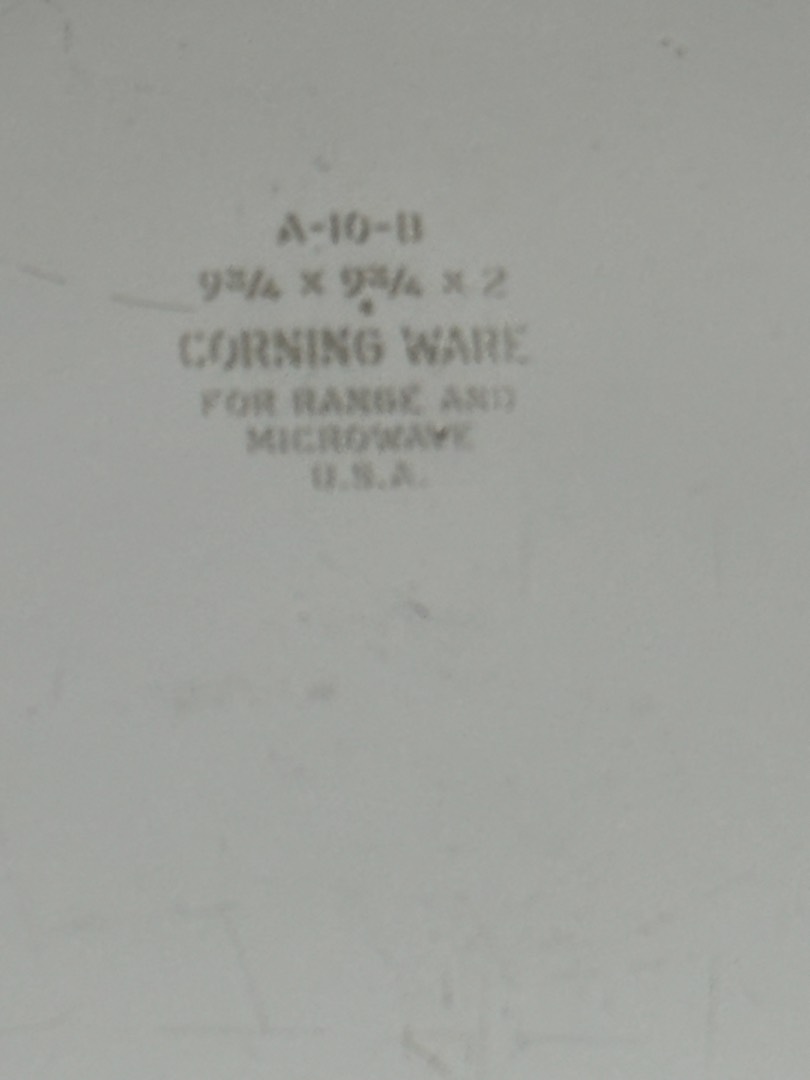 A-10-B
9¾ x 9¾ x 2
CORNING WARE
FOR RANGE AND
MICROWAVE
U.S.A.